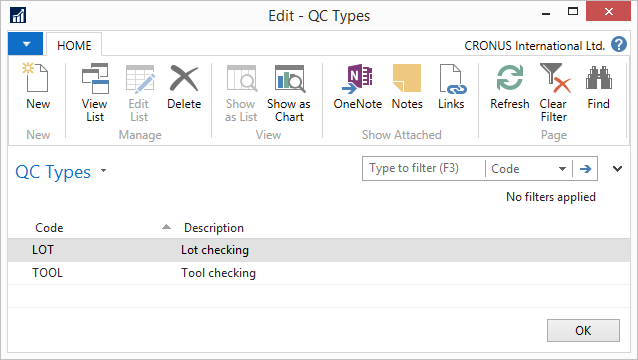 Edit - QC Types
HOME
CRONUS International Ltd.
New
View List
Edit List
Delete
Show as List
Show as Chart
OneNote
Notes
Links
Refresh
Clear Filter
Find
New
Manage
View
Show Attached
Page
QC Types
Type to filter (F3)
Code
No filters applied
Code Description
LOT Lot checking
TOOL Tool checking
OK